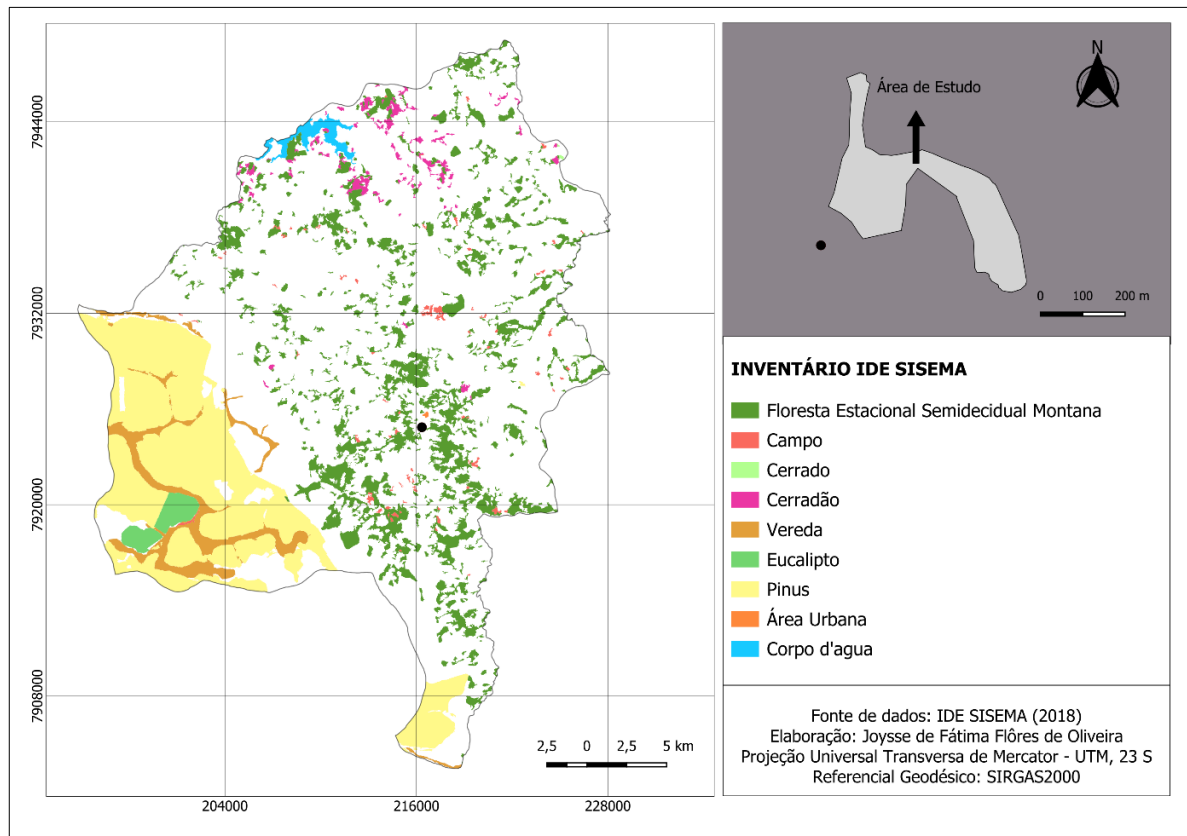 7944000
7932000
7920000
7908000
204000
216000
228000
2,5 0 2,5 5 km
N
Área de Estudo
0 100 200 m
INVENTÁRIO IDE SISEMA
Floresta Estacional Semidecidual Montana
Campo
Cerrado
Cerradão
Vereda
Eucalipto
Pinus
Área Urbana
Corpo d'agua
Fonte de dados: IDE SISEMA (2018)
Elaboração: Joysse de Fátima Flôres de Oliveira
Projeção Universal Transversa de Mercator - UTM, 23 S
Referencial Geodésico: SIRGAS2000